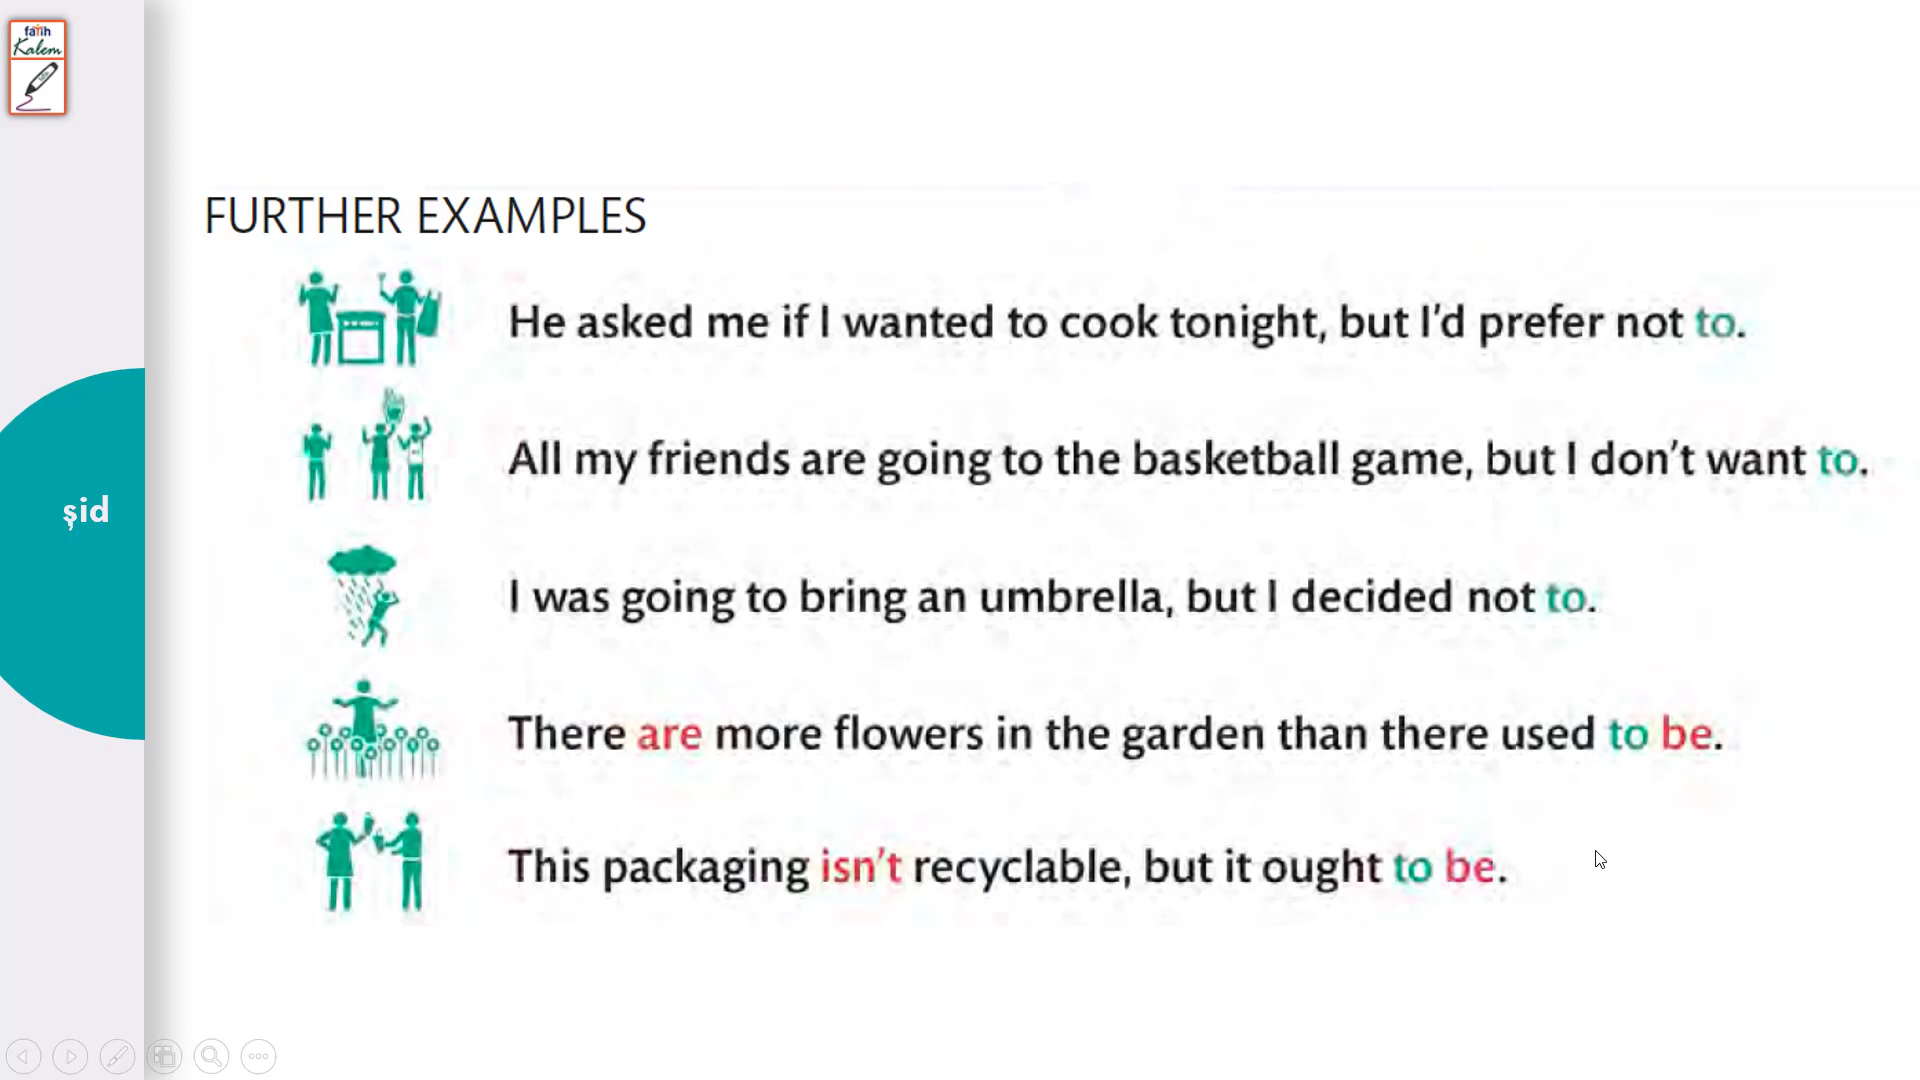 fatih
Kalem
FURTHER EXAMPLES
He asked me if I wanted to cook tonight, but I'd prefer not to.
All my friends are going to the basketball game, but I don't want to.
șid
I was going to bring an umbrella, but I decided not to.
There are more flowers in the garden than there used to be.
This packaging isn't recyclable, but it ought to be.